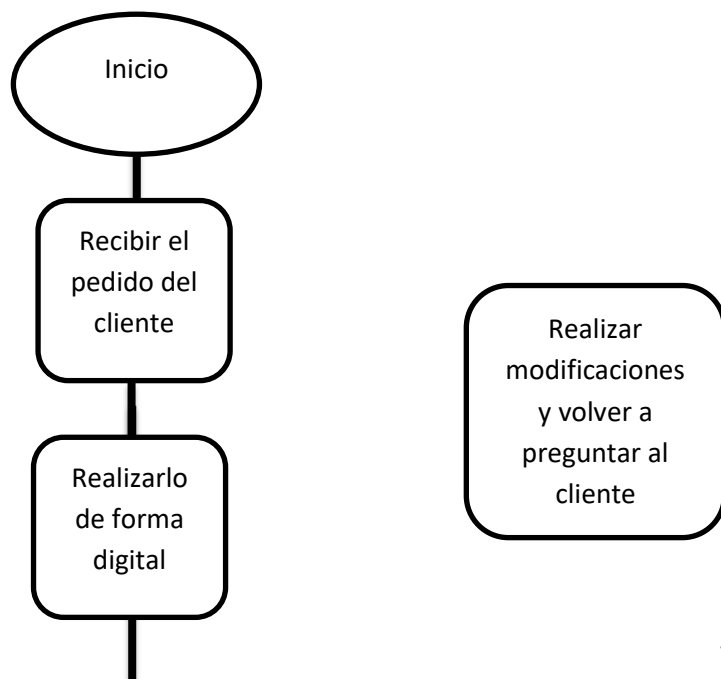 Inicio
Recibir el
pedido del
cliente
Realizarlo
de forma
digital
Realizar
modificaciones
y volver a
preguntar al
cliente